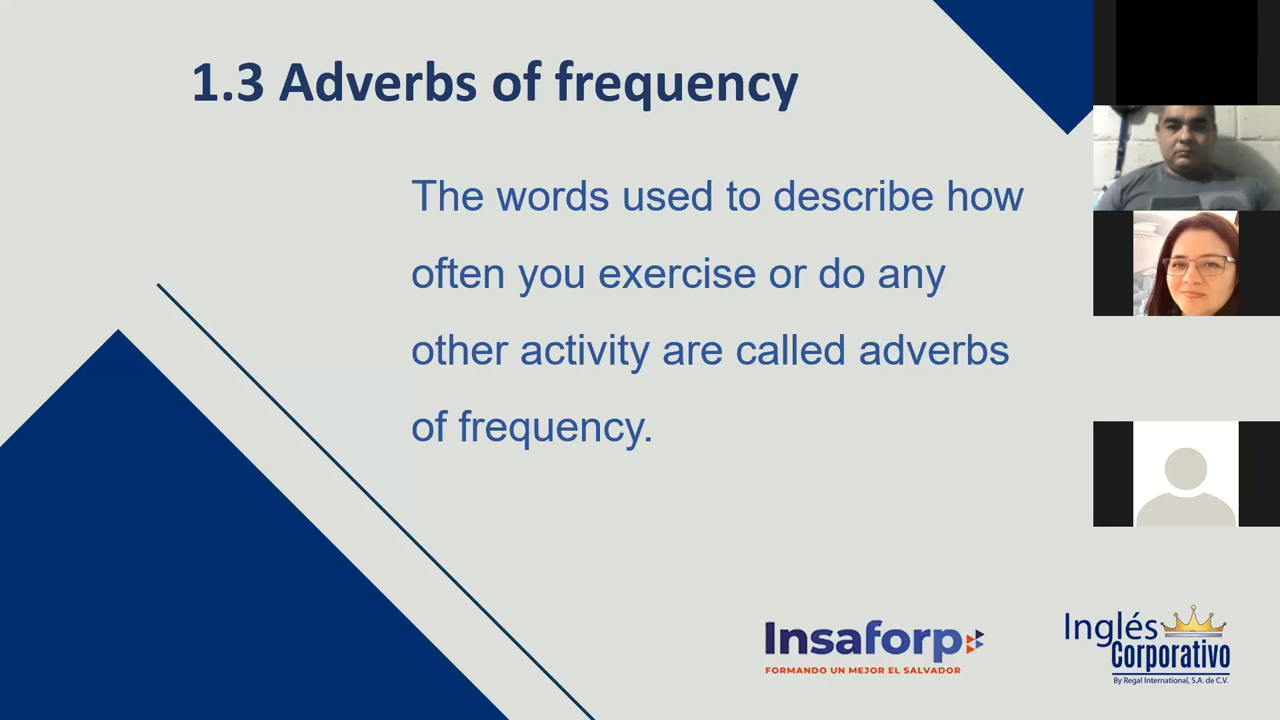 1.3 Adverbs of frequency
The words used to describe how
often you exercise or do any
other activity are called adverbs
of frequency.
Insaforp
FORMANDO UN MEJOR EL SALVADOR
Inglés
Corporativo
By Regal International, S.A. de C.V.